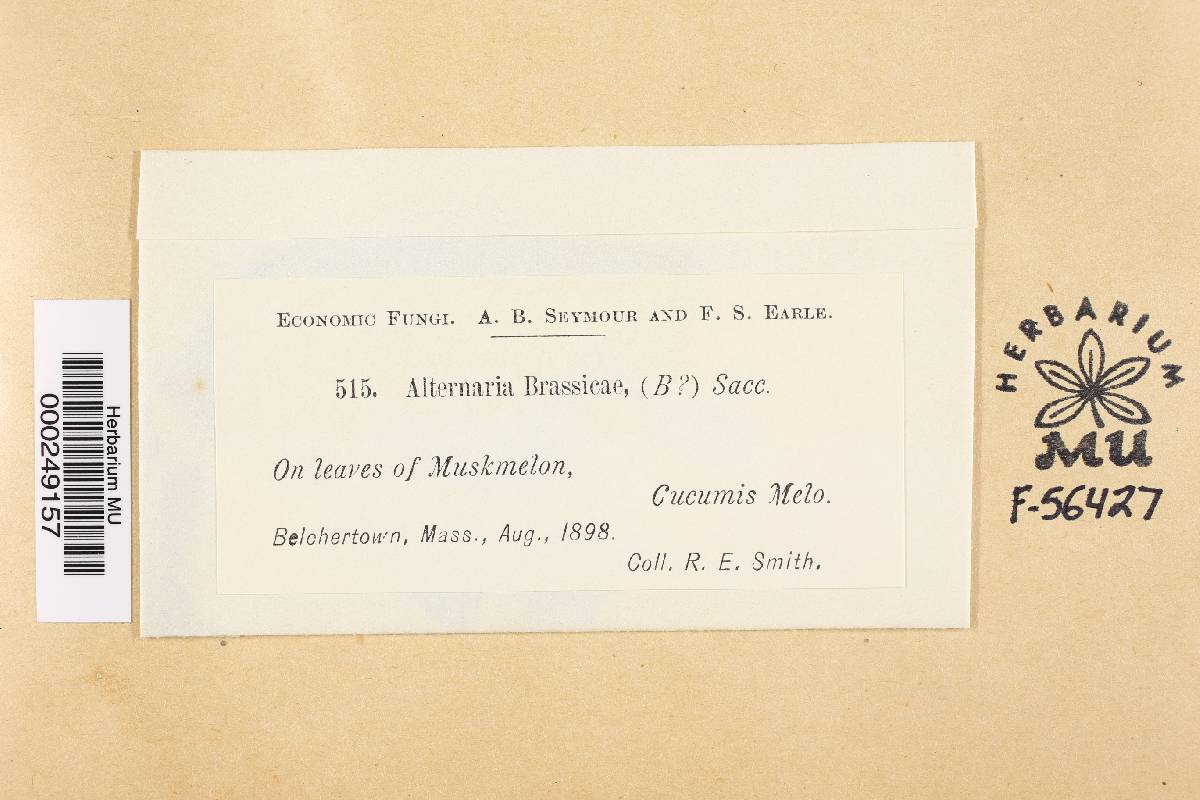 ECONOMIC FUNGI. A. B. SEYMOUR AND F. S. EARLE.
515. Alternaria Brassicae, (B?) Sacc.
On leaves of Muskmelon,
Cucumis Melo.
Belchertown, Mass., Aug., 1898.
Coll. R. E. Smith.
Herbarium MU
000249157
HERBARIUM
MU
F-56427